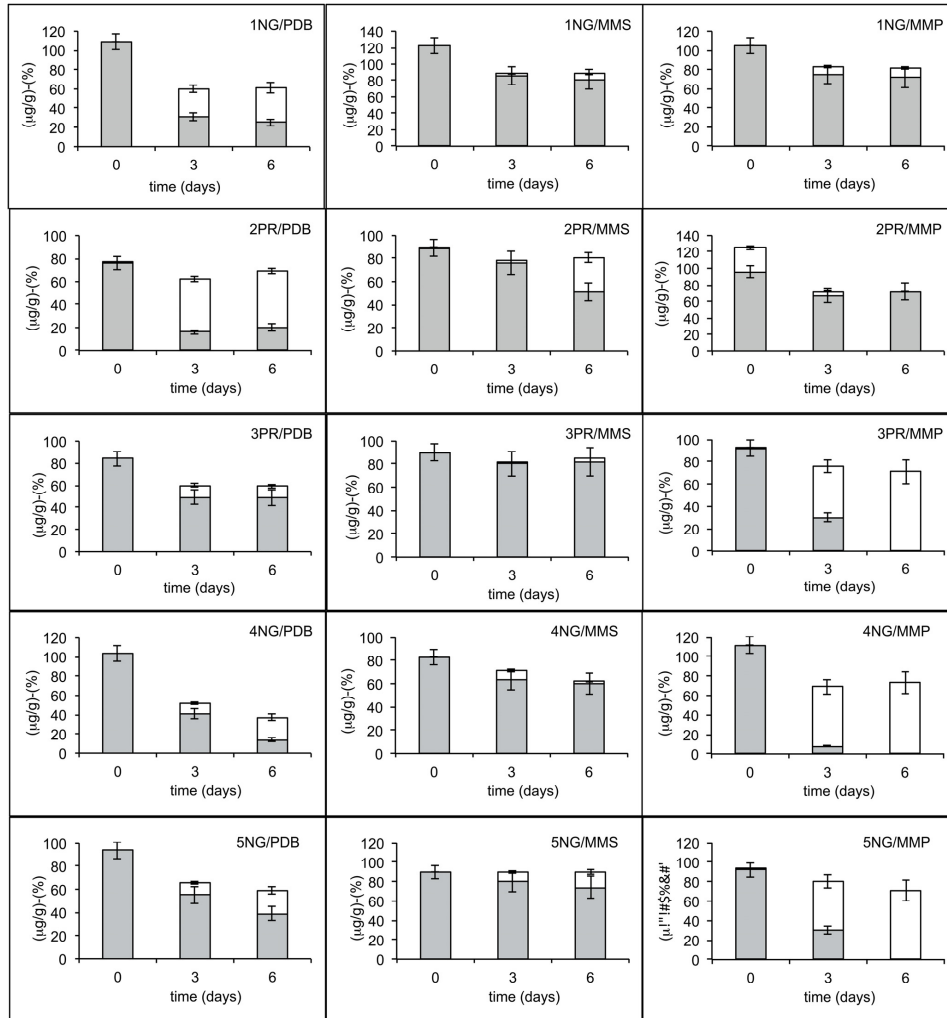 1NG/PDB
(µg/g)-(%)
120
100
80
60
40
20
0
0 3 6
time (days)
1NG/MMS
(µg/g)-(%)
140
120
100
80
60
40
20
0
0 3 6
time (days)
1NG/MMP
(µg/g)-(%)
120
100
80
60
40
20
0
0 3 6
time (days)
2PR/PDB
(µg/g)-(%)
100
80
60
40
20
0
0 3 6
time (days)
2PR/MMS
(µg/g)-(%)
100
80
60
40
20
0
0 3 6
time (days)
2PR/MMP
(µg/g)-(%)
140
120
100
80
60
40
20
0
0 3 6
time (days)
3PR/PDB
(µg/g)-(%)
100
80
60
40
20
0
0 3 6
time (days)
3PR/MMS
(µg/g)-(%)
100
80
60
40
20
0
0 3 6
time (days)
3PR/MMP
(µg/g)-(%)
100
80
60
40
20
0
0 3 6
time (days)
4NG/PDB
(µg/g)-(%)
120
100
80
60
40
20
0
0 3 6
time (days)
4NG/MMS
(µg/g)-(%)
100
80
60
40
20
0
0 3 6
time (days)
4NG/MMP
(µg/g)-(%)
120
100
80
60
40
20
0
0 3 6
time (days)
5NG/PDB
(µg/g)-(%)
100
80
60
40
20
0
0 3 6
time (days)
5NG/MMS
(µg/g)-(%)
120
100
80
60
40
20
0
0 3 6
time (days)
5NG/MMP
(µ!"!#$%&#'
120
100
80
60
40
20
0
0 3 6
time (days)